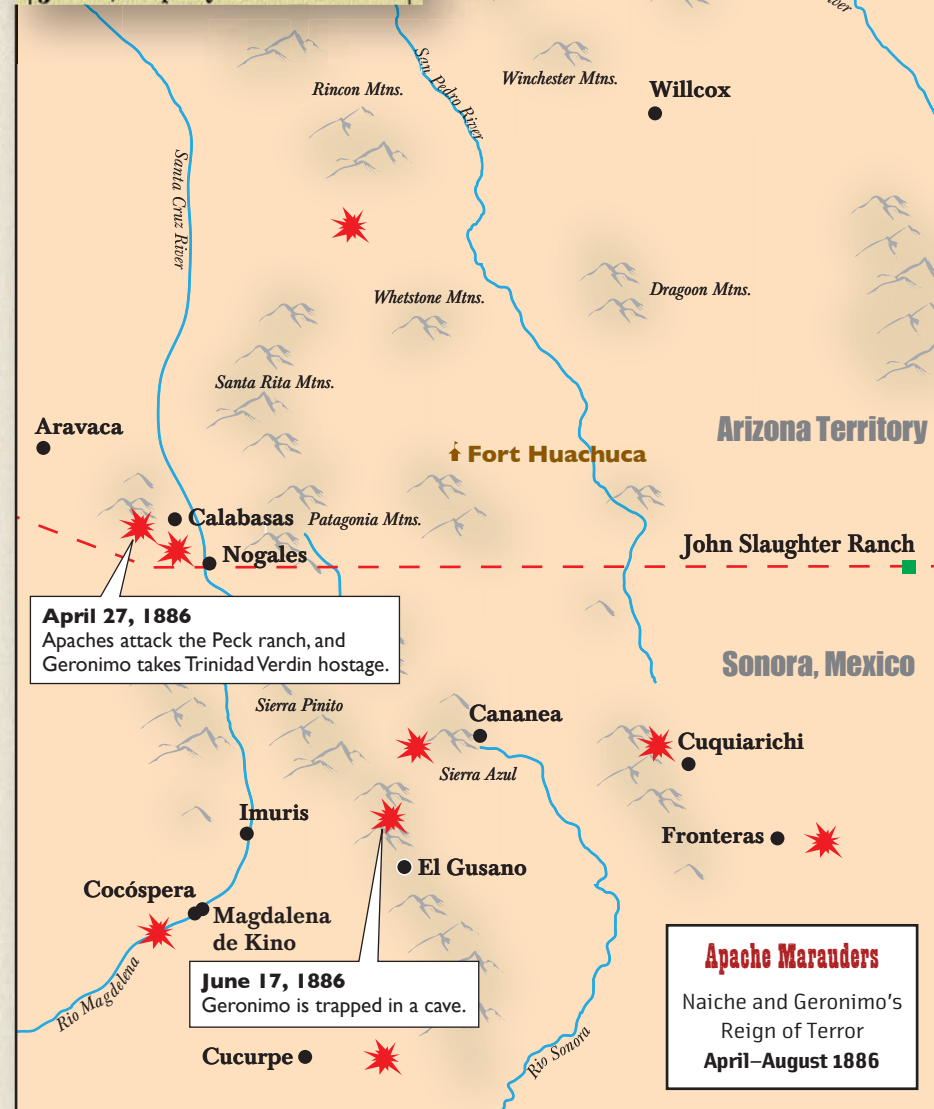 River
Rincon Mtns.
San Pedro River
Winchester Mtns.
Willcox
Santa Cruz River
Whetstone Mtns.
Dragoon Mtns.
Santa Rita Mtns.
Aravaca
Arizona Territory
Fort Huachuca
Calabasas
Patagonia Mtns.
Nogales
John Slaughter Ranch
April 27, 1886
Apaches attack the Peck ranch, and
Geronimo takes Trinidad Verdin hostage.
Sonora, Mexico
Sierra Pinito
Cananea
Cuquiarichi
Sierra Azul
Imuris
Fronteras
El Gusano
Cocóspera
Magdalena
de Kino
Rio Magdelena
June 17, 1886
Geronimo is trapped in a cave.
Cucurpe
Rio Sonora
Apache Marauders
Naiche and Geronimo's
Reign of Terror
April–August 1886